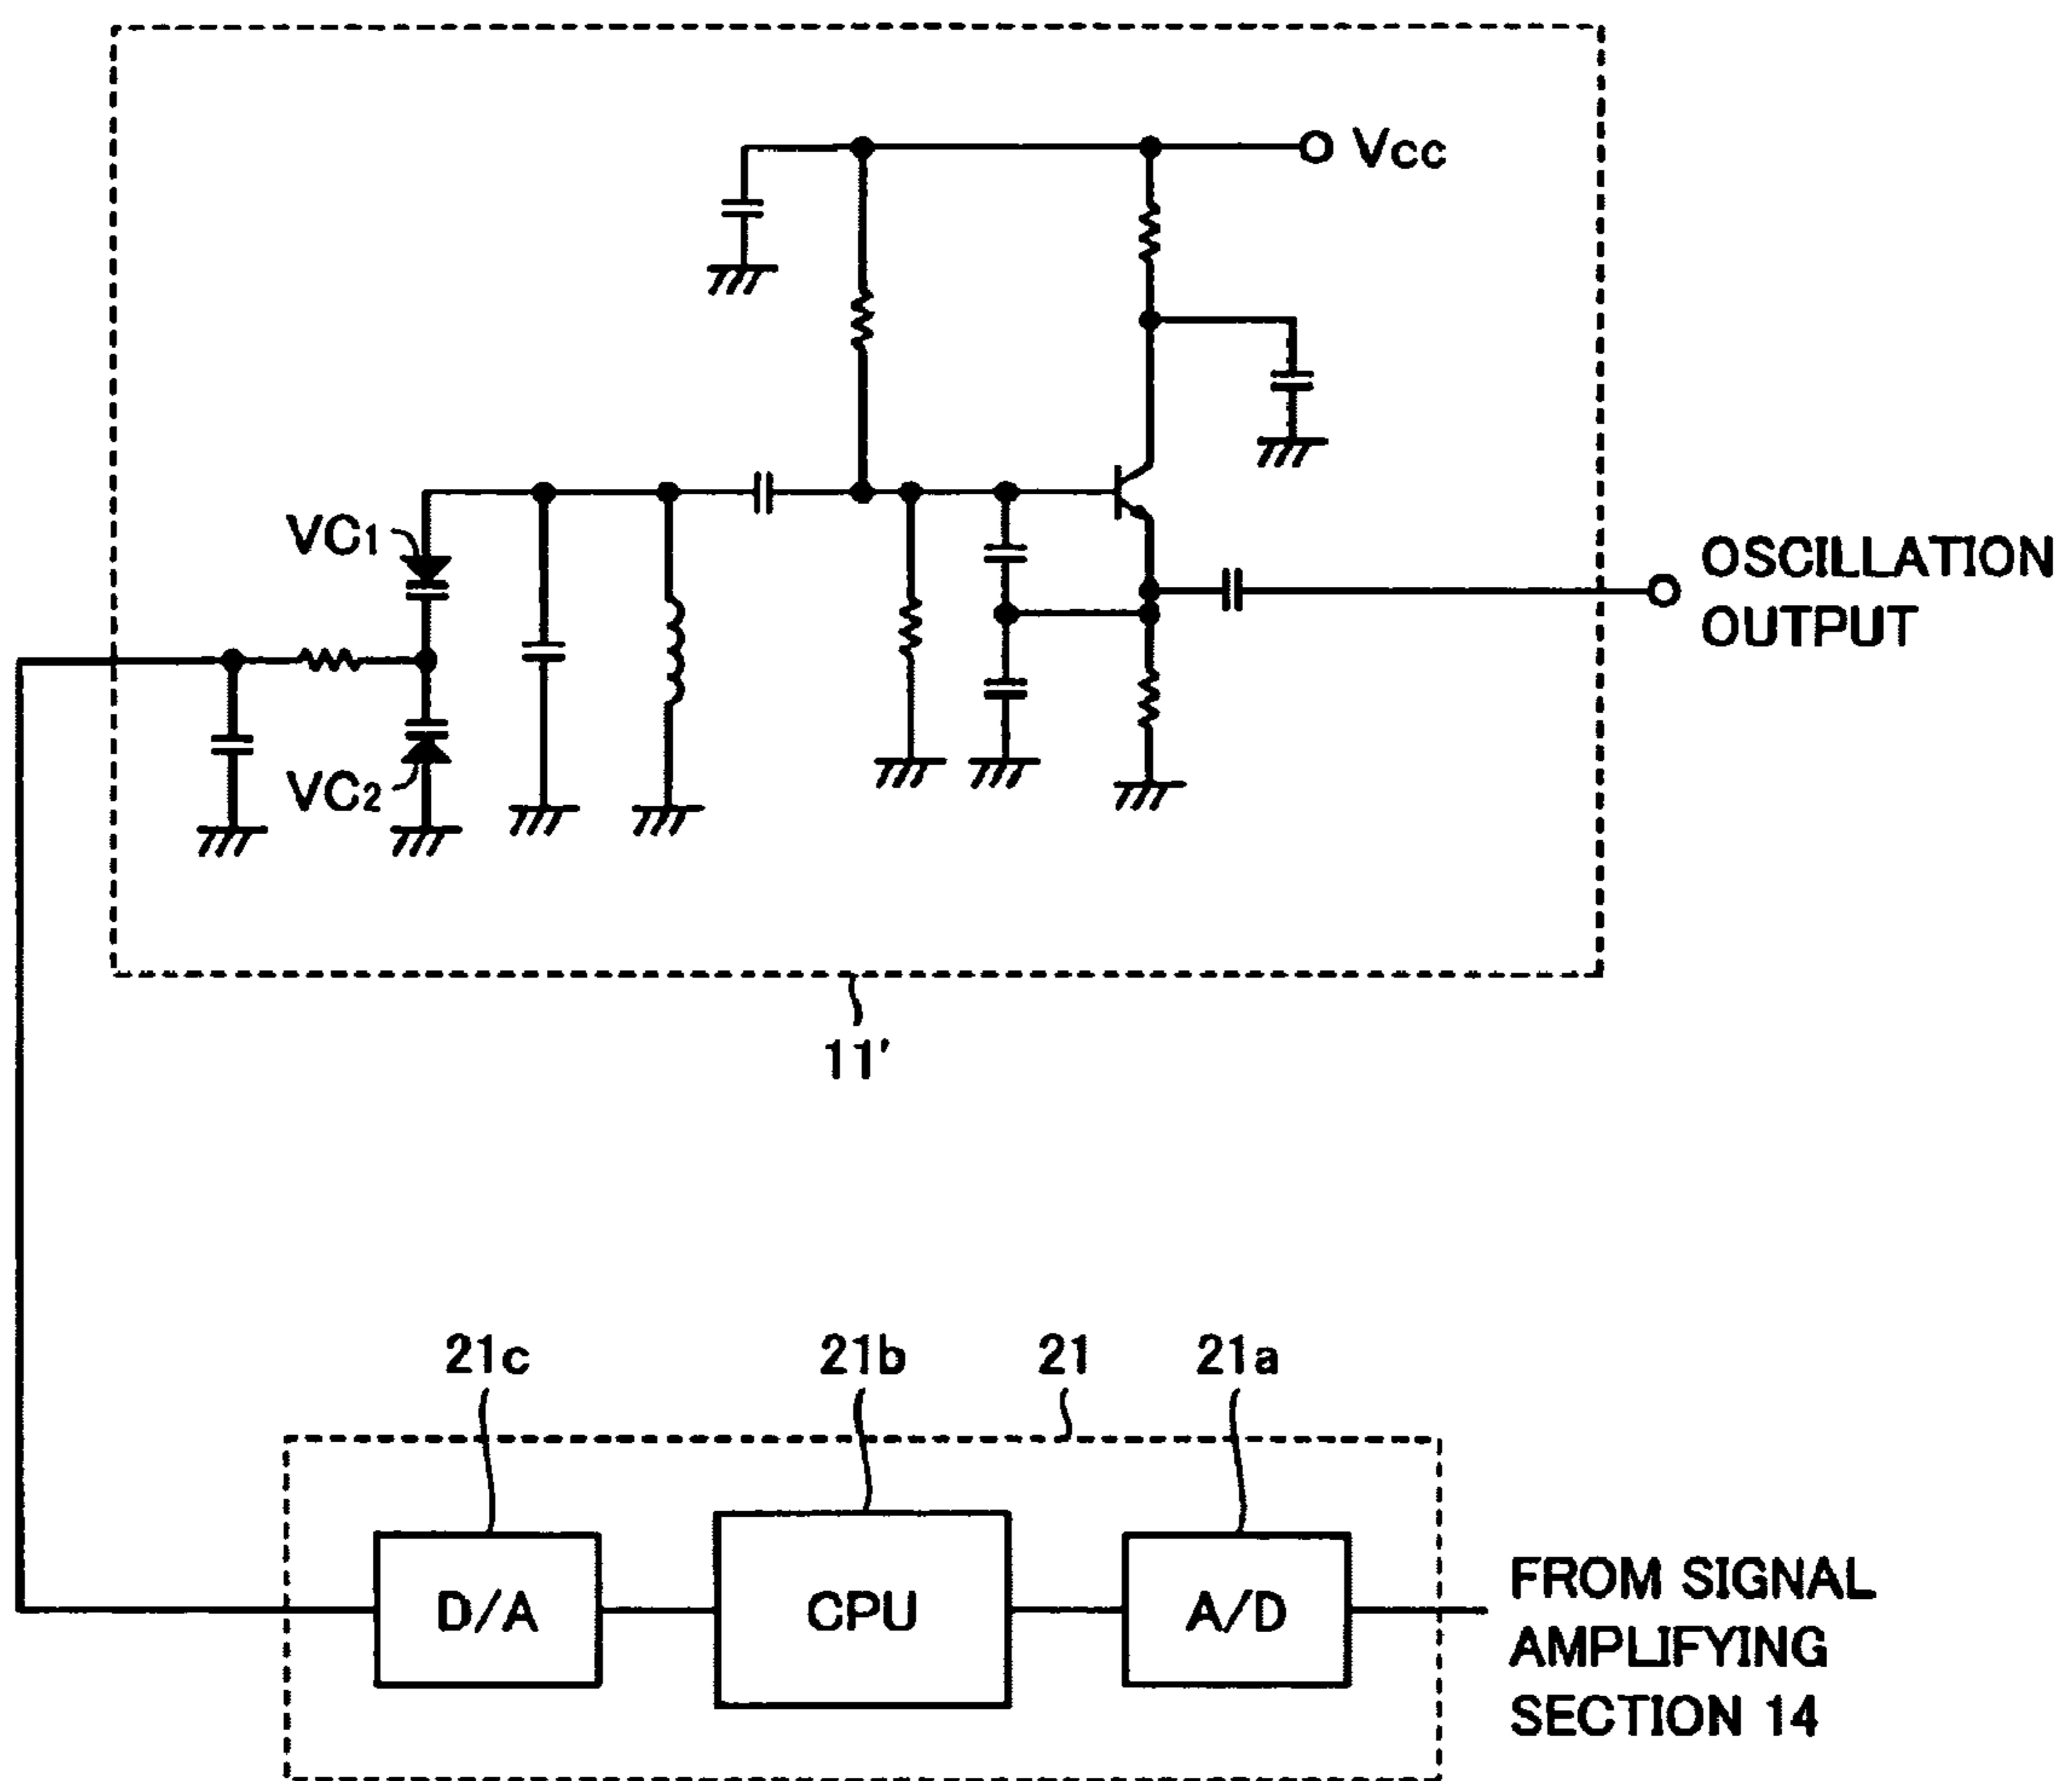 Vcc
VC1
OSCILLATION
OUTPUT
VC2
11'
21c
21b
21
21a
D/A
CPU
A/D
FROM SIGNAL
AMPLIFYING
SECTION 14